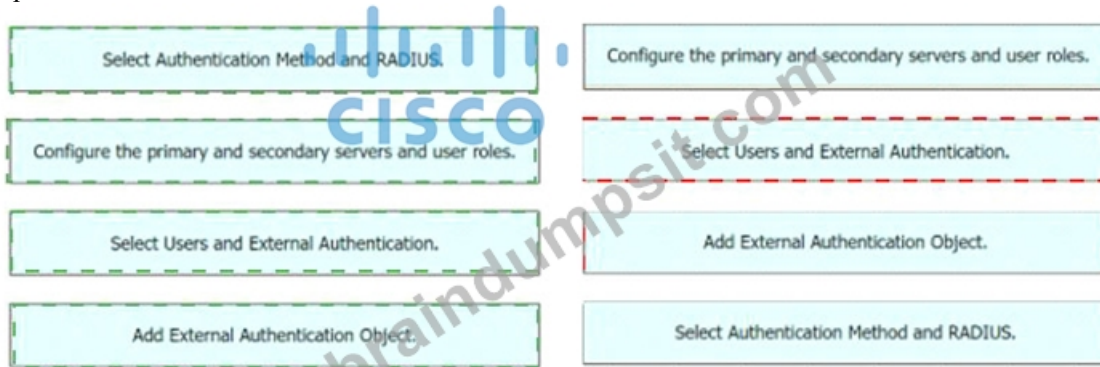 Select Authentication Method and RADIUS.
Configure the primary and secondary servers and user roles.
Select Users and External Authentication.
Add External Authentication Object.
Configure the primary and secondary servers and user roles.
Select Users and External Authentication.
Add External Authentication Object.
Select Authentication Method and RADIUS.
CISCO
braindumpsit.com